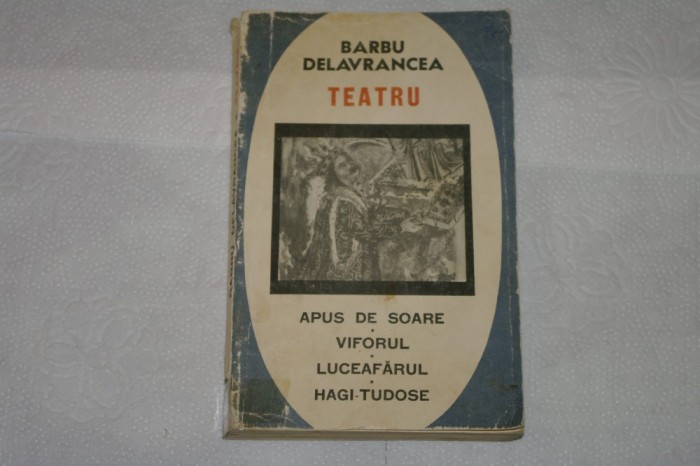 BARBU
DELAVRANCEA
TEATRU
APUS DE SOARE
·
VIFORUL
·
LUCEAFĂRUL
·
HAGI-TUDOSE